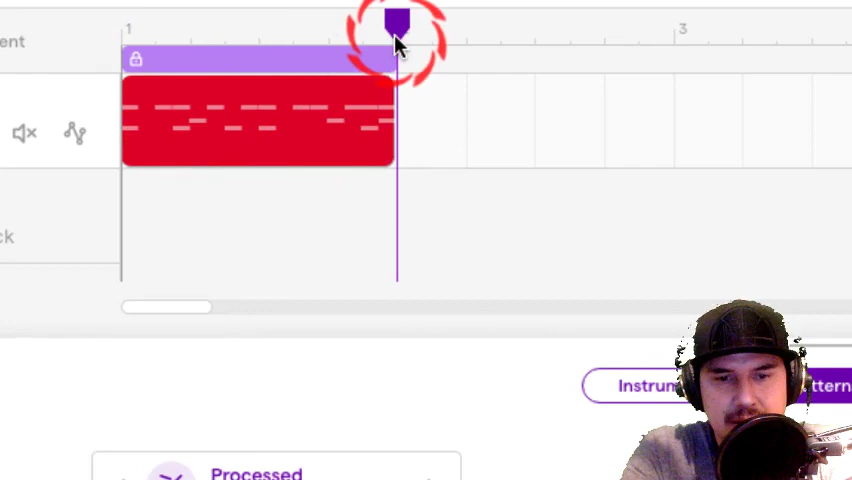 1
3
ent
ck
Instrum
ttern
Processed